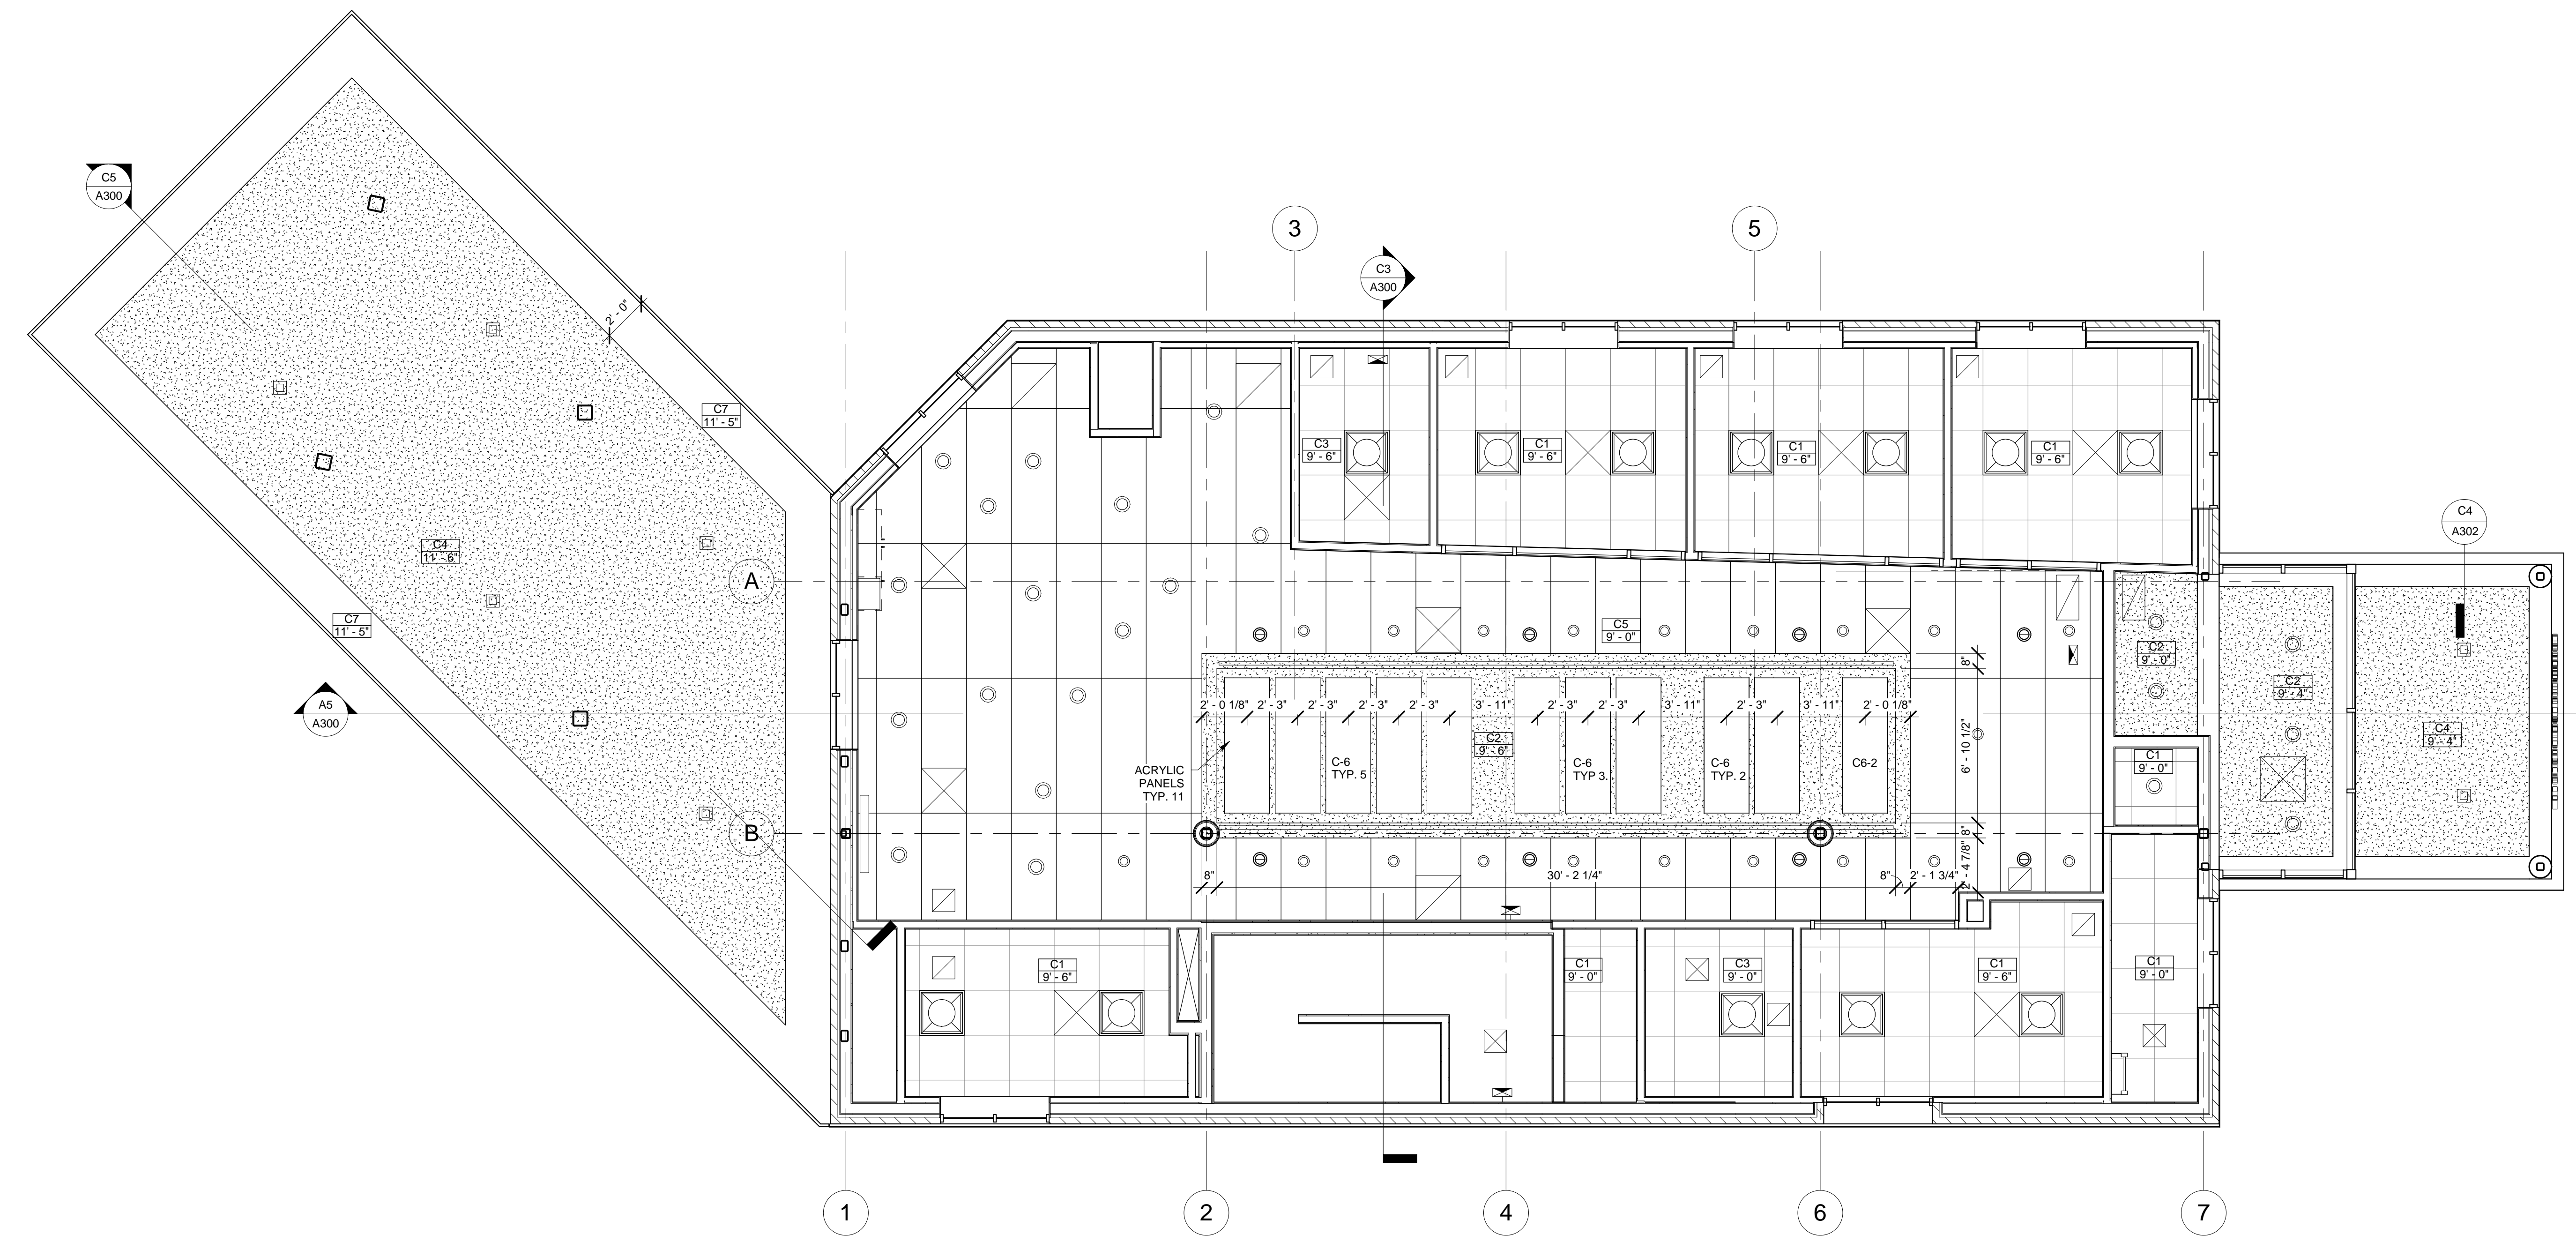 C5
A300
3
5
C3
A300
2' - 0"
C7
11' - 5"
C3
9' - 6"
C1
9' - 6"
C1
9' - 6"
C1
9' - 6"
C4
A302
C4
11' - 6"
A
C7
11' - 5"
C5
9' - 0"
C2
9' - 0"
8"
C2
9' - 4"
A5
A300
2' - 0 1/8"
2' - 3"
2' - 3"
2' - 3"
2' - 3"
3' - 11"
2' - 3"
2' - 3"
3' - 11"
2' - 3"
3' - 11"
2' - 0 1/8"
C4
9' - 4"
C2
9' - 6"
6' - 10 1/2"
ACRYLIC
PANELS
TYP. 11
C-6
TYP. 5
C-6
TYP 3.
C-6
TYP. 2
C6-2
C1
9' - 0"
B
8"
2' - 4 7/8"
8"
30' - 2 1/4"
8"
2' - 1 3/4"
C1
9' - 6"
C1
9' - 0"
C3
9' - 0"
C1
9' - 6"
C1
9' - 0"
1
2
4
6
7